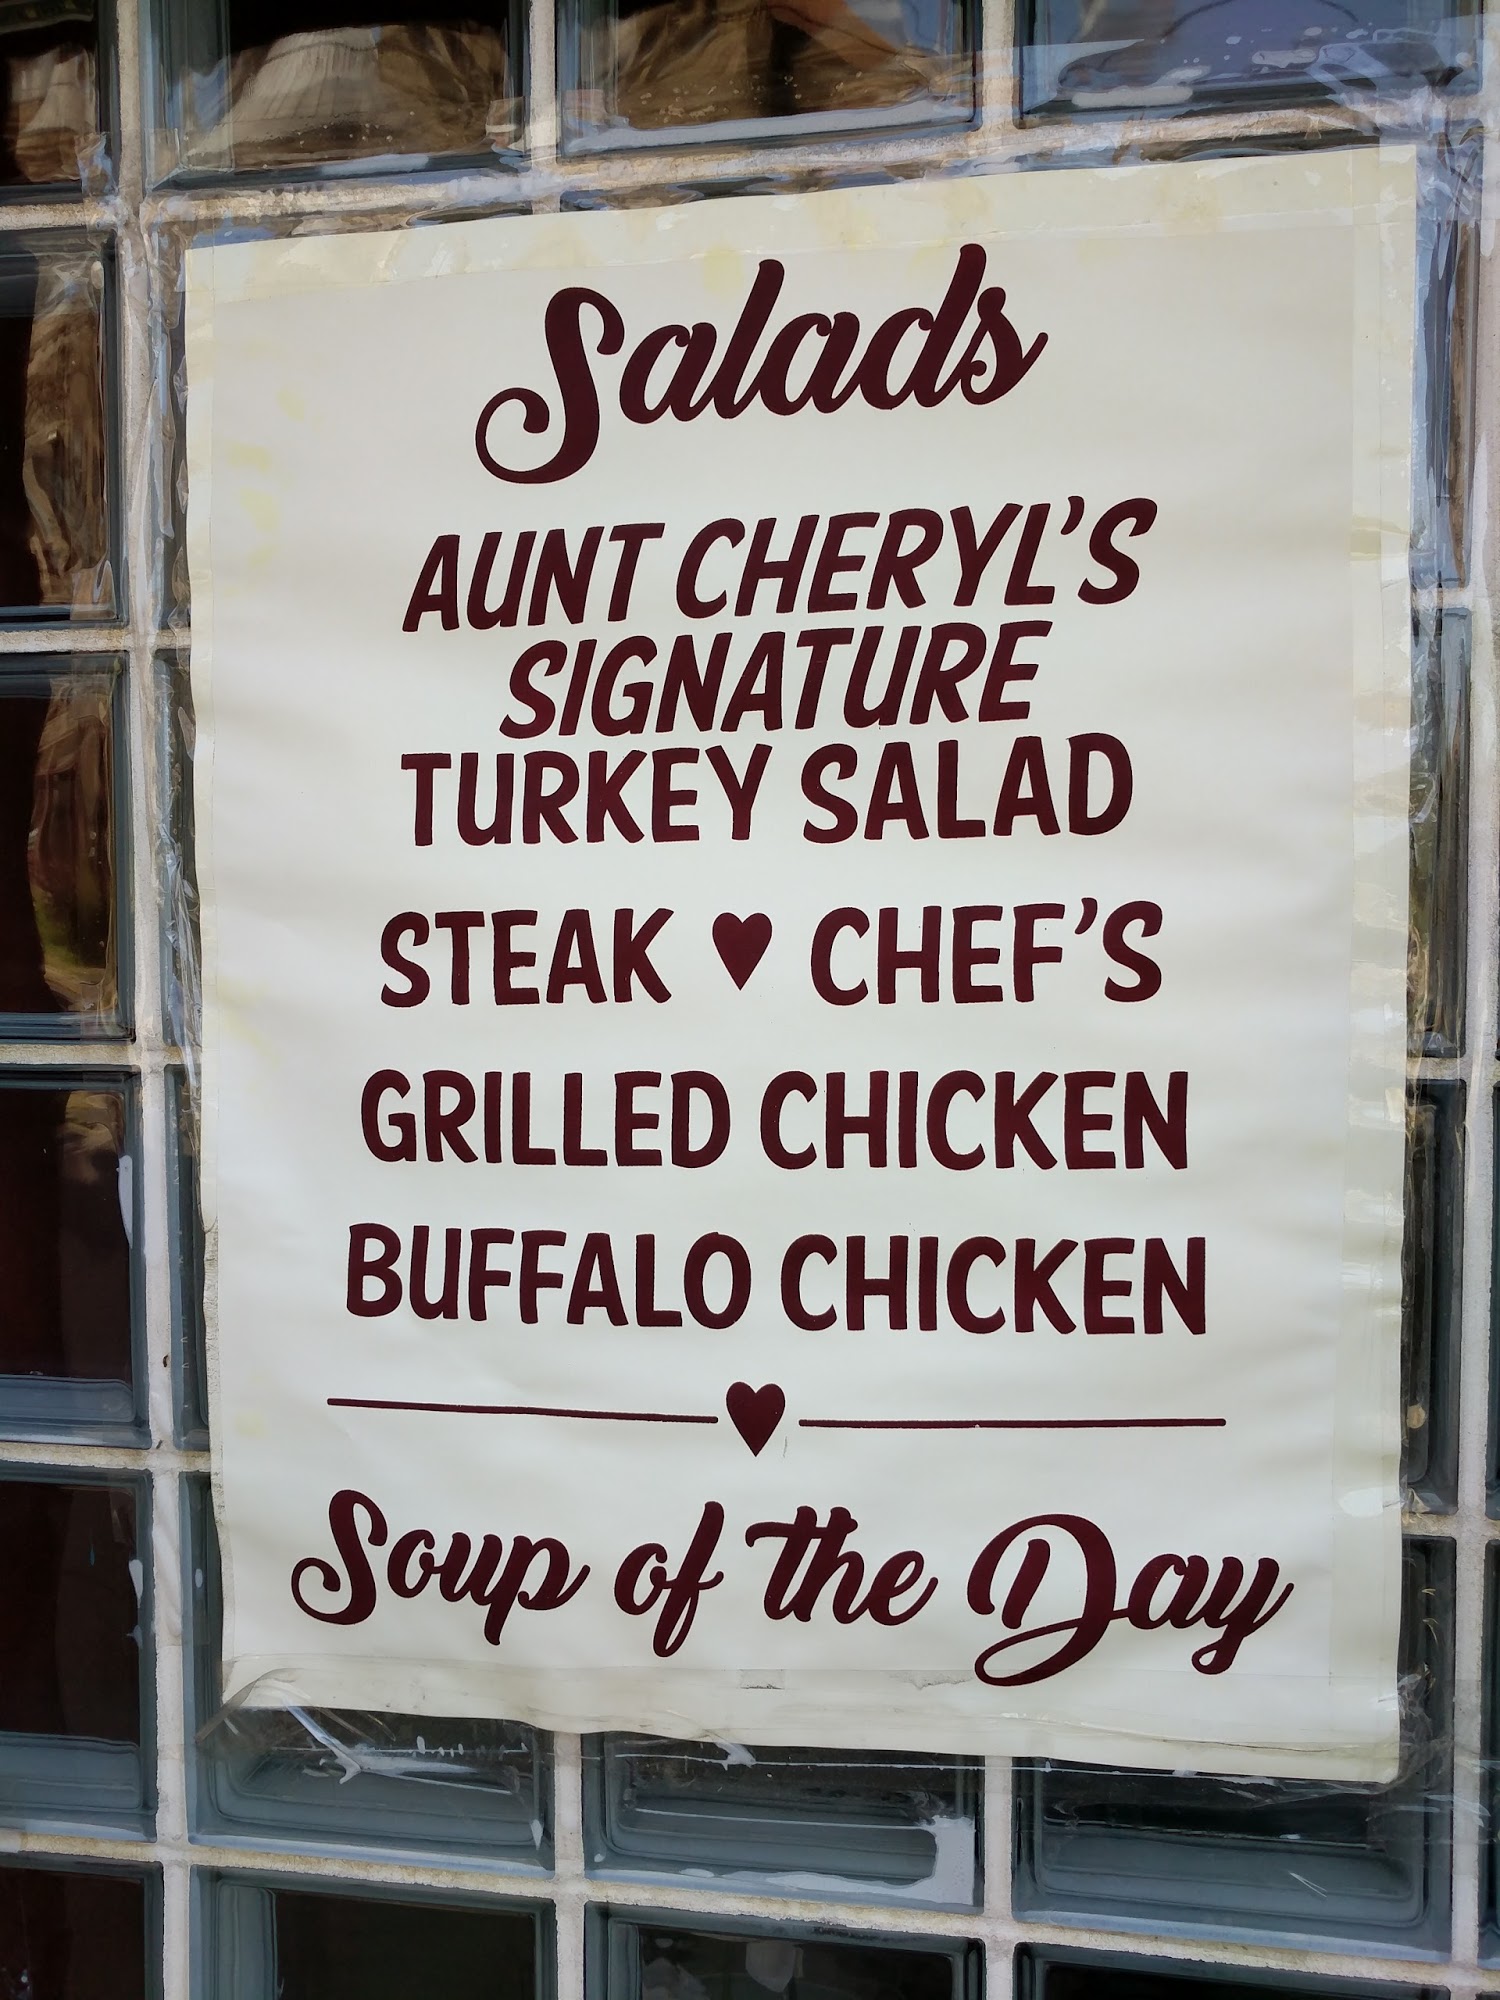 Salads
AUNT CHERYL'S
SIGNATURE
TURKEY SALAD
STEAK ♥ CHEF'S
GRILLED CHICKEN
BUFFALO CHICKEN
Soup of the Day